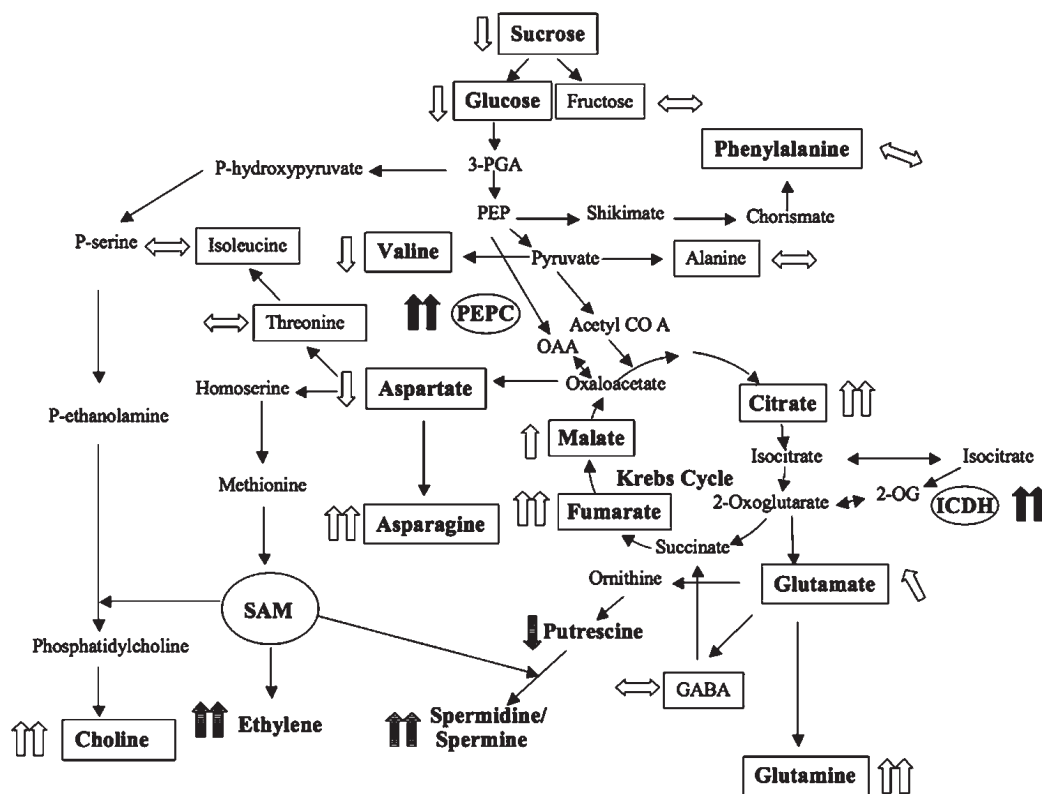 Sucrose
Glucose
Fructose
Phenylalanine
P-hydroxypyruvate
3-PGA
PEP
Shikimate
Chorismate
P-serine
Isoleucine
Valine
Pyruvate
Alanine
PEPC
Threonine
Acetyl CO A
OAA
Homoserine
Aspartate
Oxaloacetate
P-ethanolamine
Citrate
Malate
Isocitrate
Isocitrate
Methionine
Krebs Cycle
2-Oxoglutarate
2-OG
ICDH
Asparagine
Fumarate
Succinate
Ornithine
Glutamate
SAM
Putrescine
Phosphatidylcholine
GABA
Choline
Ethylene
Spermidine/
Spermine
Glutamine